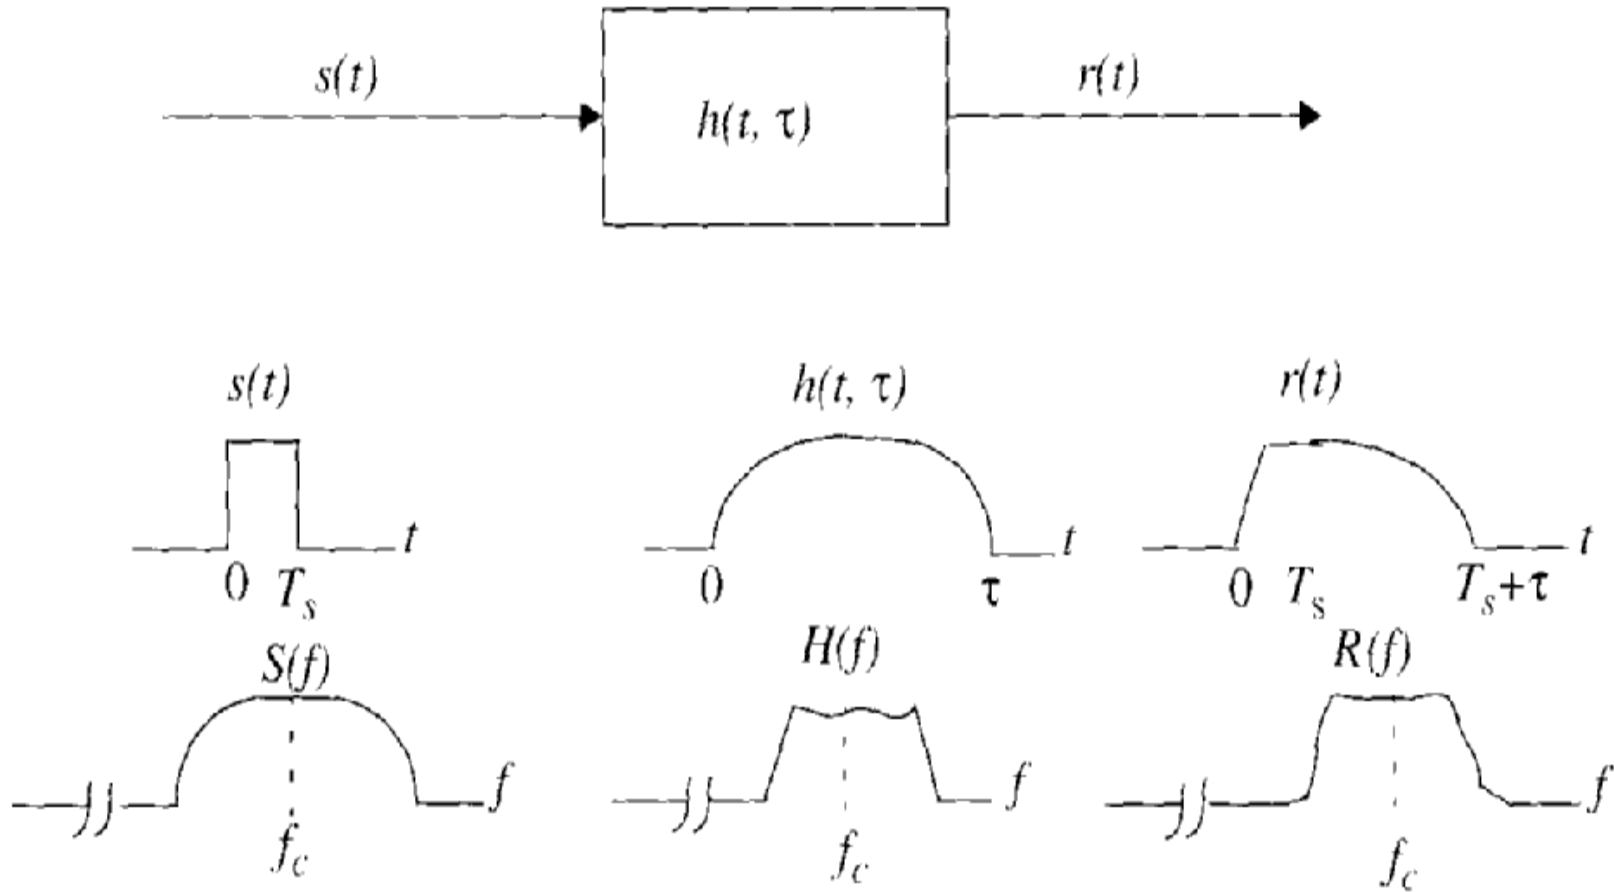 s(t) r(t)
h(t, τ)
s(t) h(t, τ) r(t)
t t t
0 T_s 0 τ 0 T_s T_s+τ
S(f) H(f) R(f)
f f f
f_c f_c f_c